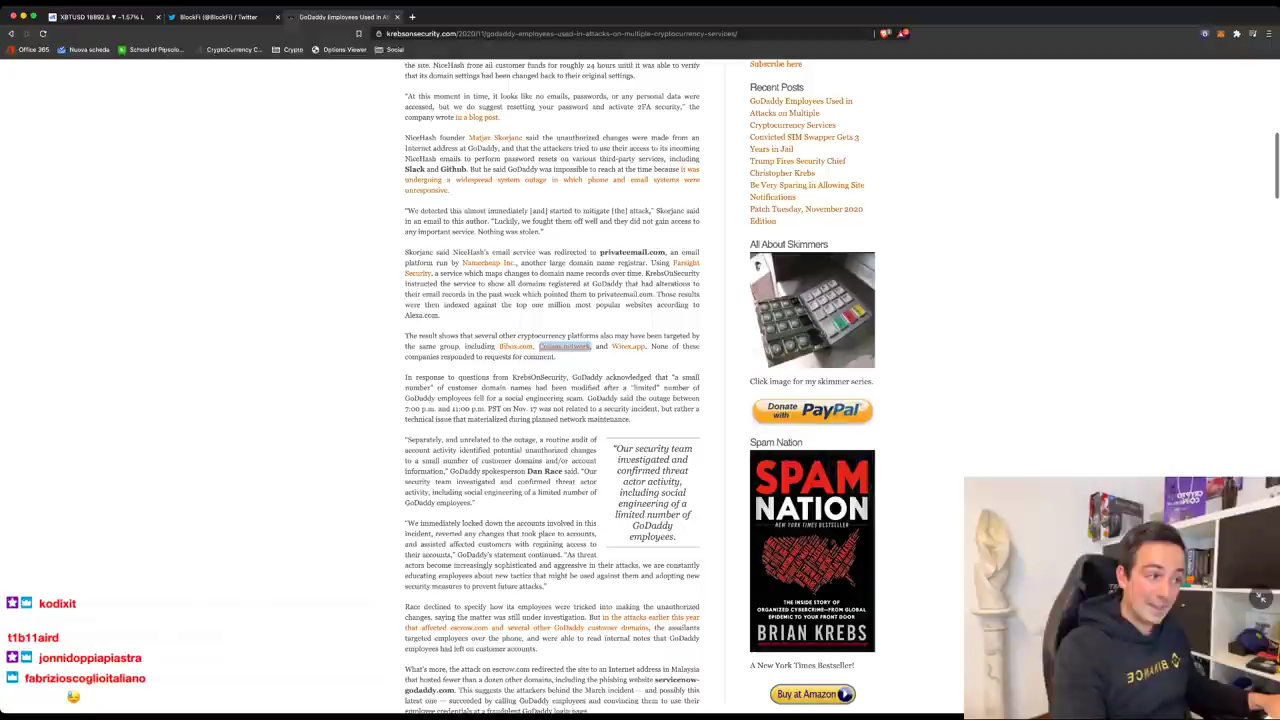 XBTUSD 18892.5 ▼ -1.57% L
BlockFi (@BlockFi) / Twitter
GoDaddy Employees Used in A
krebsonsecurity.com/2020/11/godaddy-employees-used-in-attacks-on-multiple-cryptocurrency-services/
Office 365
Nuova scheda
School of Pipsolo...
CryptoCurrency C...
Crypto
Options Viewer
Social
the site. NiceHash froze all customer funds for roughly 24 hours until it was able to verify
that its domain settings had been changed back to their original settings.
"At this moment in time, it looks like no emails, passwords, or any personal data were
accessed, but we do suggest resetting your password and activate 2FA security," the
company wrote in a blog post.
NiceHash founder Matjaz Skorjanc said the unauthorized changes were made from an
Internet address at GoDaddy, and that the attackers tried to use their access to its incoming
NiceHash emails to perform password resets on various third-party services, including
Slack and Github. But he said GoDaddy was impossible to reach at the time because it was
undergoing a widespread system outage in which phone and email systems were
unresponsive.
"We detected this almost immediately [and] started to mitigate [the] attack," Skorjanc said
in an email to this author. "Luckily, we fought them off well and they did not gain access to
any important service. Nothing was stolen."
Skorjanc said NiceHash's email service was redirected to privateemail.com, an email
platform run by Namecheap Inc., another large domain name registrar. Using Farsight
Security, a service which maps changes to domain name records over time, KrebsOnSecurity
instructed the service to show all domains registered at GoDaddy that had alterations to
their email records in the past week which pointed them to privateemail.com. Those results
were then indexed against the top one million most popular websites according to
Alexa.com.
The result shows that several other cryptocurrency platforms also may have been targeted by
the same group, including Bibox.com, Celsius.network, and Wirex.app. None of these
companies responded to requests for comment.
In response to questions from KrebsOnSecurity, GoDaddy acknowledged that "a small
number" of customer domain names had been modified after a "limited" number of
GoDaddy employees fell for a social engineering scam. GoDaddy said the outage between
7:00 p.m. and 11:00 p.m. PST on Nov. 17 was not related to a security incident, but rather a
technical issue that materialized during planned network maintenance.
"Separately, and unrelated to the outage, a routine audit of
account activity identified potential unauthorized changes
to a small number of customer domains and/or account
information," GoDaddy spokesperson Dan Race said. "Our
security team investigated and confirmed threat actor
activity, including social engineering of a limited number of
GoDaddy employees."
"We immediately locked down the accounts involved in this
incident, reverted any changes that took place to accounts,
and assisted affected customers with regaining access to
their accounts," GoDaddy's statement continued. "As threat
actors become increasingly sophisticated and aggressive in their attacks, we are constantly
educating employees about new tactics that might be used against them and adopting new
security measures to prevent future attacks."
Race declined to specify how its employees were tricked into making the unauthorized
changes, saying the matter was still under investigation. But in the attacks earlier this year
that affected escrow.com and several other GoDaddy customer domains, the assailants
targeted employees over the phone, and were able to read internal notes that GoDaddy
employees had left on customer accounts.
What's more, the attack on escrow.com redirected the site to an Internet address in Malaysia
that hosted fewer than a dozen other domains, including the phishing website servicenow-
godaddy.com. This suggests the attackers behind the March incident — and possibly this
latest one — succeeded by calling GoDaddy employees and convincing them to use their
employee credentials at a fraudulent GoDaddy login page.
"Our security team
investigated and
confirmed threat
actor activity,
including social
engineering of a
limited number of
GoDaddy
employees.
Subscribe here
Recent Posts
GoDaddy Employees Used in
Attacks on Multiple
Cryptocurrency Services
Convicted SIM Swapper Gets 3
Years in Jail
Trump Fires Security Chief
Christopher Krebs
Be Very Sparing in Allowing Site
Notifications
Patch Tuesday, November 2020
Edition
All About Skimmers
Click image for my skimmer series.
Donate
with PayPal
Spam Nation
SPAM
NATION
NEW YORK TIMES BESTSELLER
THE INSIDE STORY OF
ORGANIZED CYBERCRIME—FROM GLOBAL
EPIDEMIC TO YOUR FRONT DOOR
BRIAN KREBS
A New York Times Bestseller!
Buy at Amazon
kodixit
t1b11aird
jonnidoppiapiastra
fabrizioscoglioitaliano